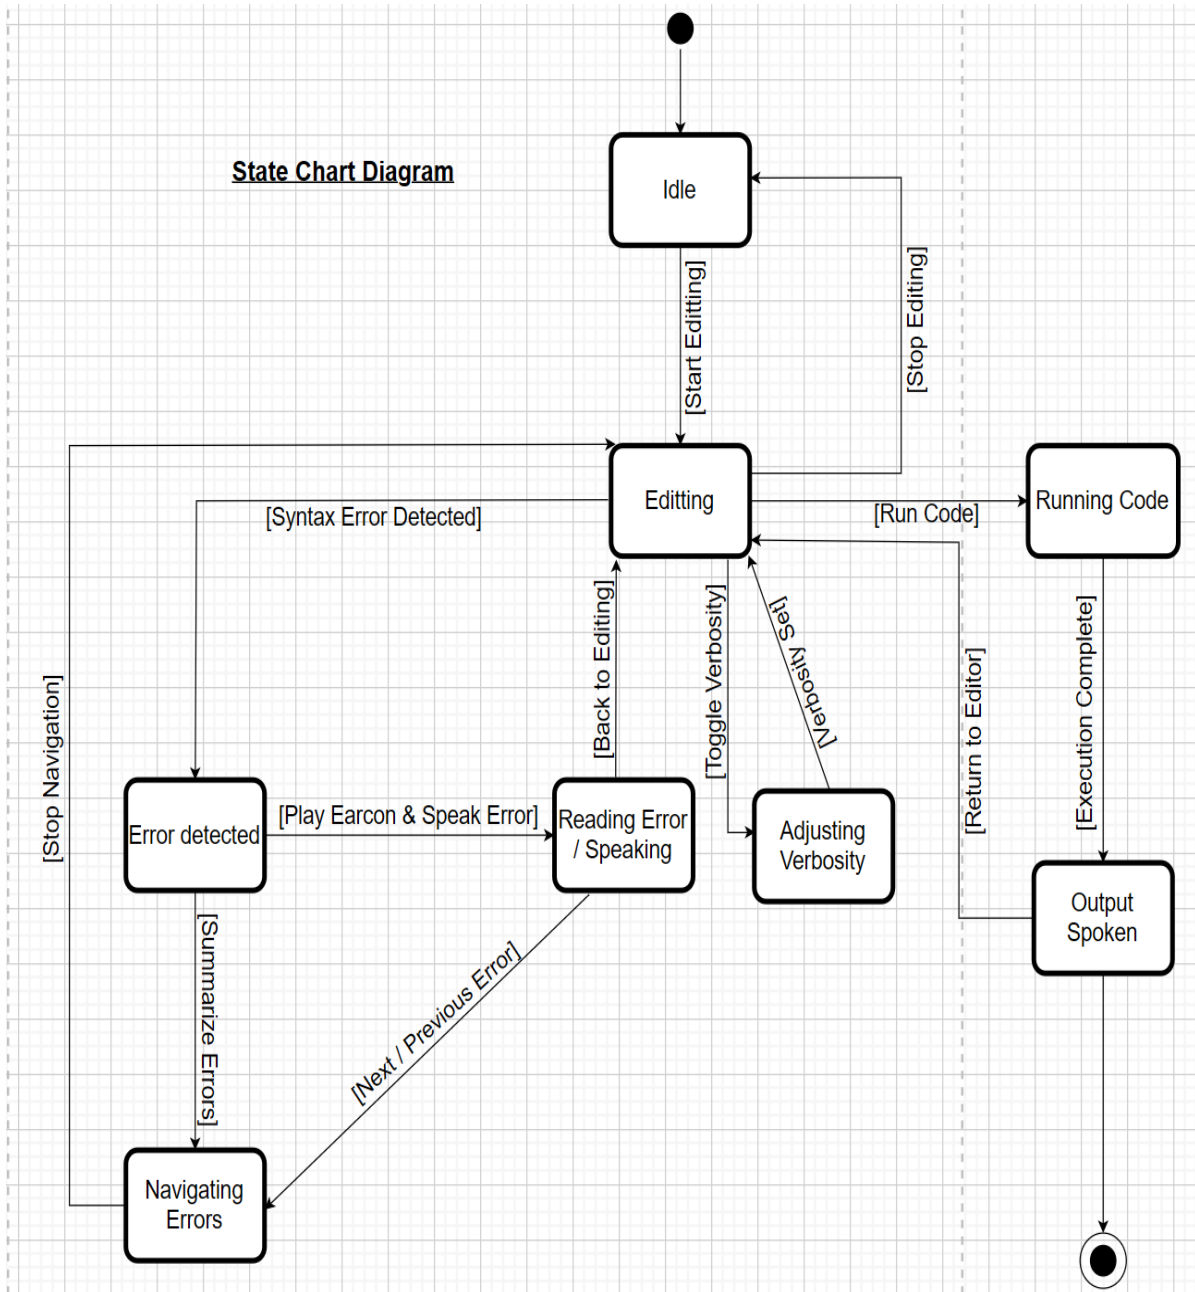 State Chart Diagram
Idle
[Start Editting]
[Stop Editing]
Editting
Running Code
[Syntax Error Detected]
[Run Code]
[Back to Editing]
[Toggle Verbosity]
[Verbosity Set]
[Return to Editor]
[Execution Complete]
[Stop Navigation]
Error detected
[Play Earcon & Speak Error]
Reading Error
/ Speaking
Adjusting
Verbosity
Output
Spoken
[Summarize Errors]
[Next / Previous Error]
Navigating
Errors